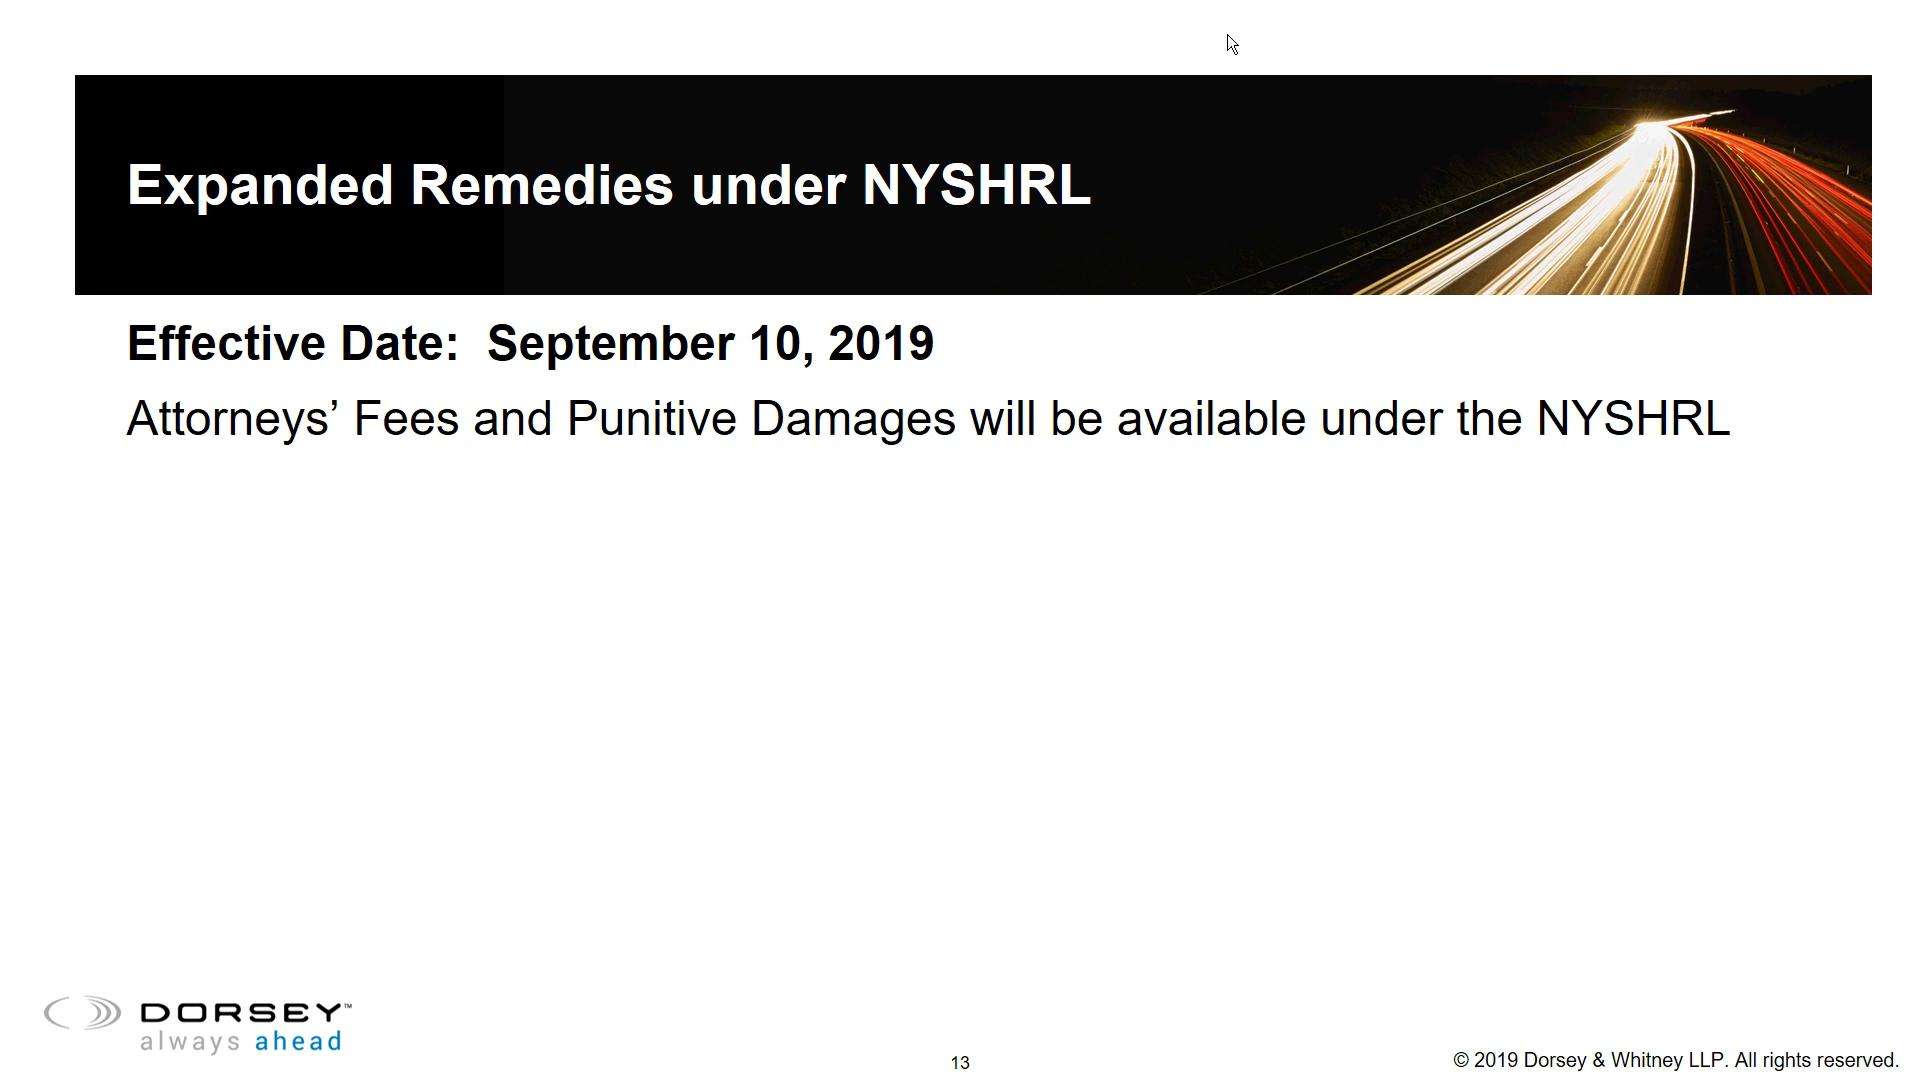 Expanded Remedies under NYSHRL
Effective Date:  September 10, 2019
Attorneys’ Fees and Punitive Damages will be available under the NYSHRL
DORSEY™
always ahead
13
© 2019 Dorsey & Whitney LLP. All rights reserved.